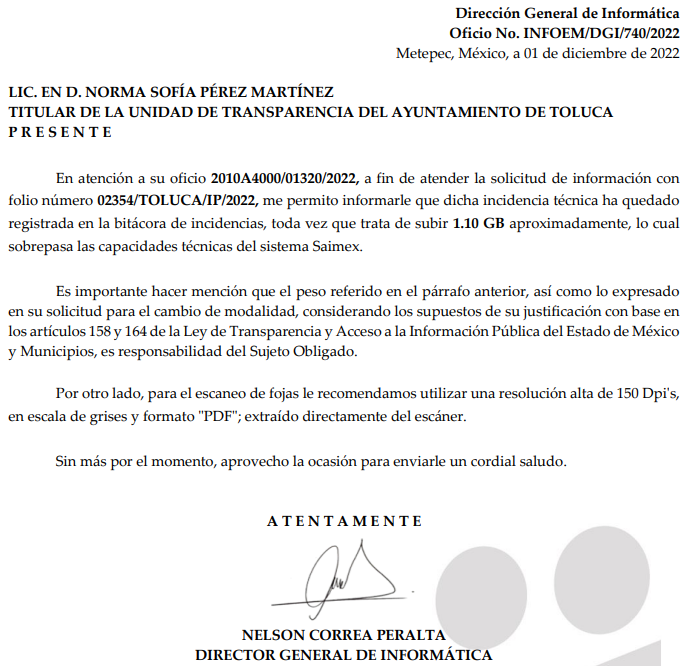 Dirección General de Informática
Oficio No. INFOEM/DGI/740/2022
Metepec, México, a 01 de diciembre de 2022
LIC. EN D. NORMA SOFÍA PÉREZ MARTÍNEZ
TITULAR DE LA UNIDAD DE TRANSPARENCIA DEL AYUNTAMIENTO DE TOLUCA
P R E S E N T E
En atención a su oficio 2010A4000/01320/2022, a fin de atender la solicitud de información con
folio número 02354/TOLUCA/IP/2022, me permito informarle que dicha incidencia técnica ha quedado
registrada en la bitácora de incidencias, toda vez que trata de subir 1.10 GB aproximadamente, lo cual
sobrepasa las capacidades técnicas del sistema Saimex.
Es importante hacer mención que el peso referido en el párrafo anterior, así como lo expresado
en su solicitud para el cambio de modalidad, considerando los supuestos de su justificación con base en
los artículos 158 y 164 de la Ley de Transparencia y Acceso a la Información Pública del Estado de México
y Municipios, es responsabilidad del Sujeto Obligado.
Por otro lado, para el escaneo de fojas le recomendamos utilizar una resolución alta de 150 Dpi's,
en escala de grises y formato "PDF"; extraído directamente del escáner.
Sin más por el momento, aprovecho la ocasión para enviarle un cordial saludo.
A T E N T A M E N T E
NELSON CORREA PERALTA
DIRECTOR GENERAL DE INFORMÁTICA